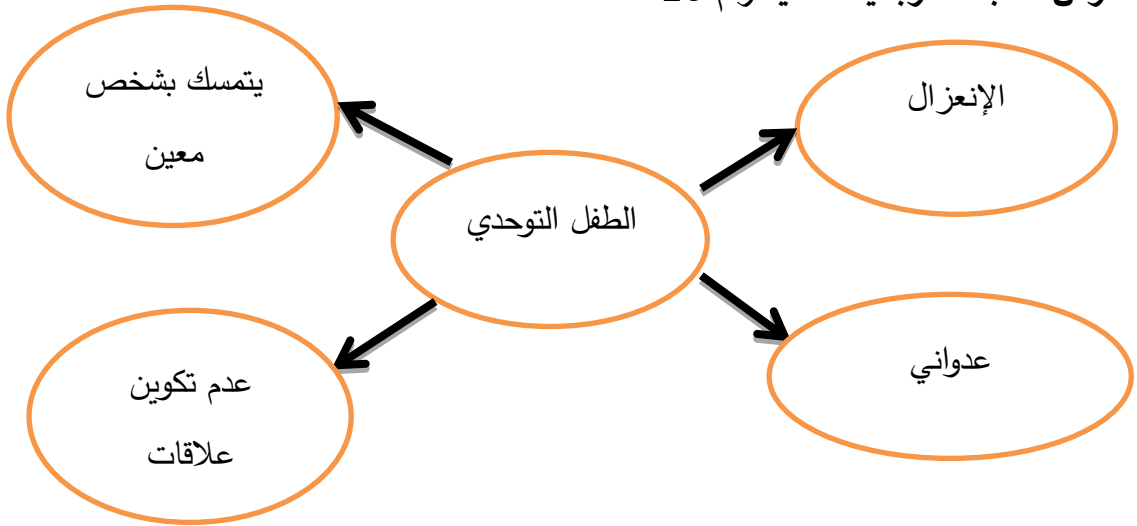 الإنعزال
يتمسك بشخص
معين
الطفل التوحدي
عدواني
عدم تكوين
علاقات